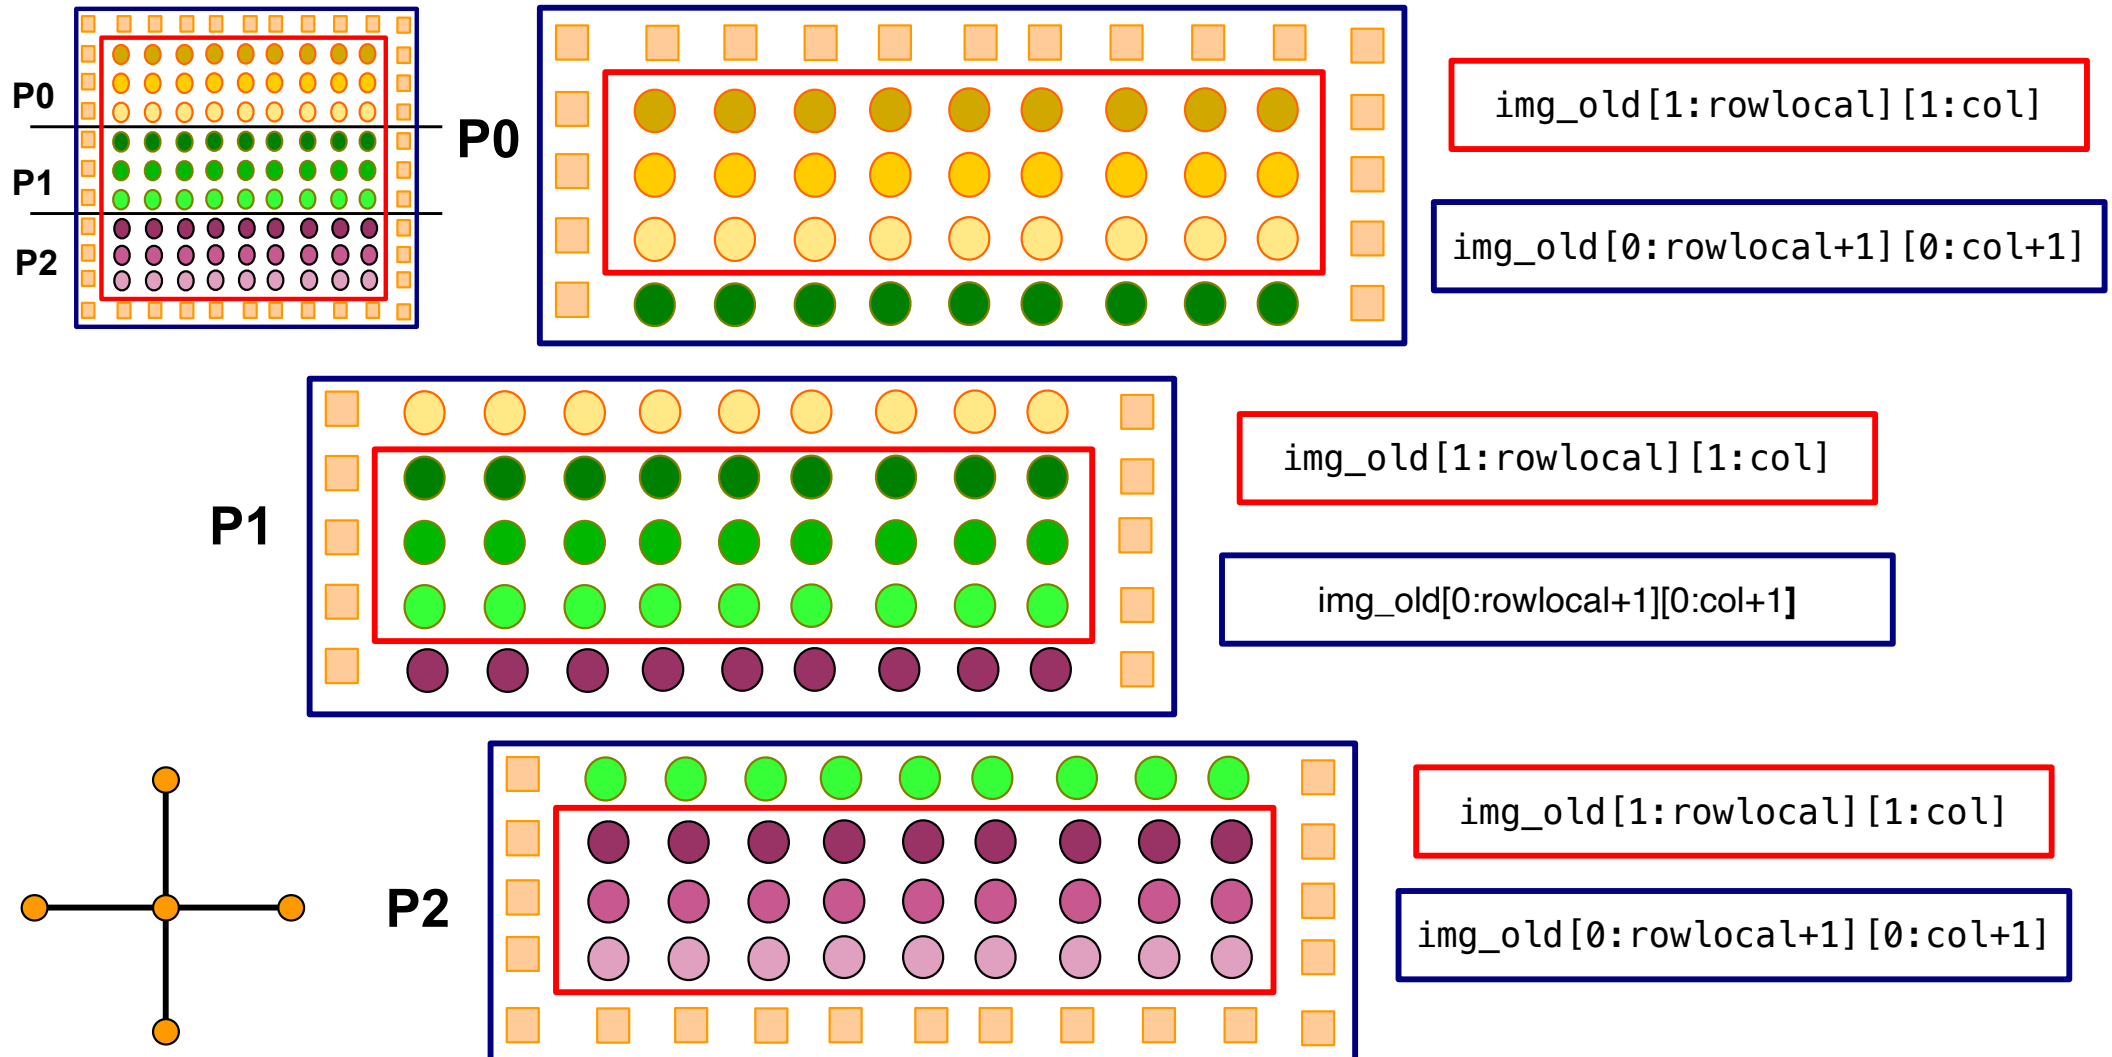 P0
P1
P2
P0
img_old[1:rowlocal][1:col]
img_old[0:rowlocal+1][0:col+1]
P1
img_old[1:rowlocal][1:col]
img_old[0:rowlocal+1][0:col+1]
P2
img_old[1:rowlocal][1:col]
img_old[0:rowlocal+1][0:col+1]